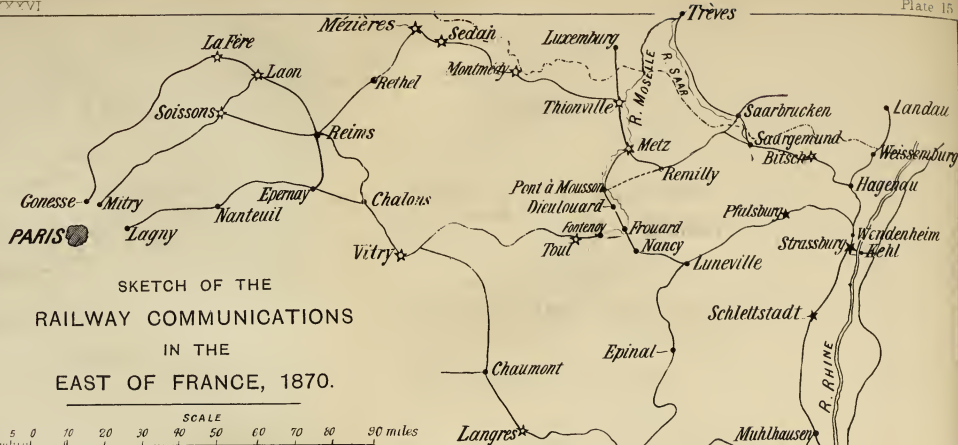 XXVI
Plate 15
Trèves
Mézières
Sedan
Luxemburg
La Fère
Montmedy
R. MOSELLE
R. SAAR
Laon
Rethel
Thionville
Saarbrucken
Landau
Soissons
Reims
Metz
Saargemund
Bitsch
Weissemburg
Remilly
Hagenau
Gonesse
Mitry
Epernay
Chalons
Pont à Mousson
Dieulouard
Pfalsburg
Nanteuil
Lagny
PARIS
Fontenoy
Frouard
Toul
Nancy
Strassburg
Wendenheim
Kehl
Vitry
Luneville
SKETCH OF THE
RAILWAY COMMUNICATIONS
IN THE
EAST OF FRANCE, 1870.
Schlettstadt
Epinal
R. RHINE
Chaumont
SCALE
5 0 10 20 30 40 50 60 70 80 90 miles
Langres
Muhlhausen